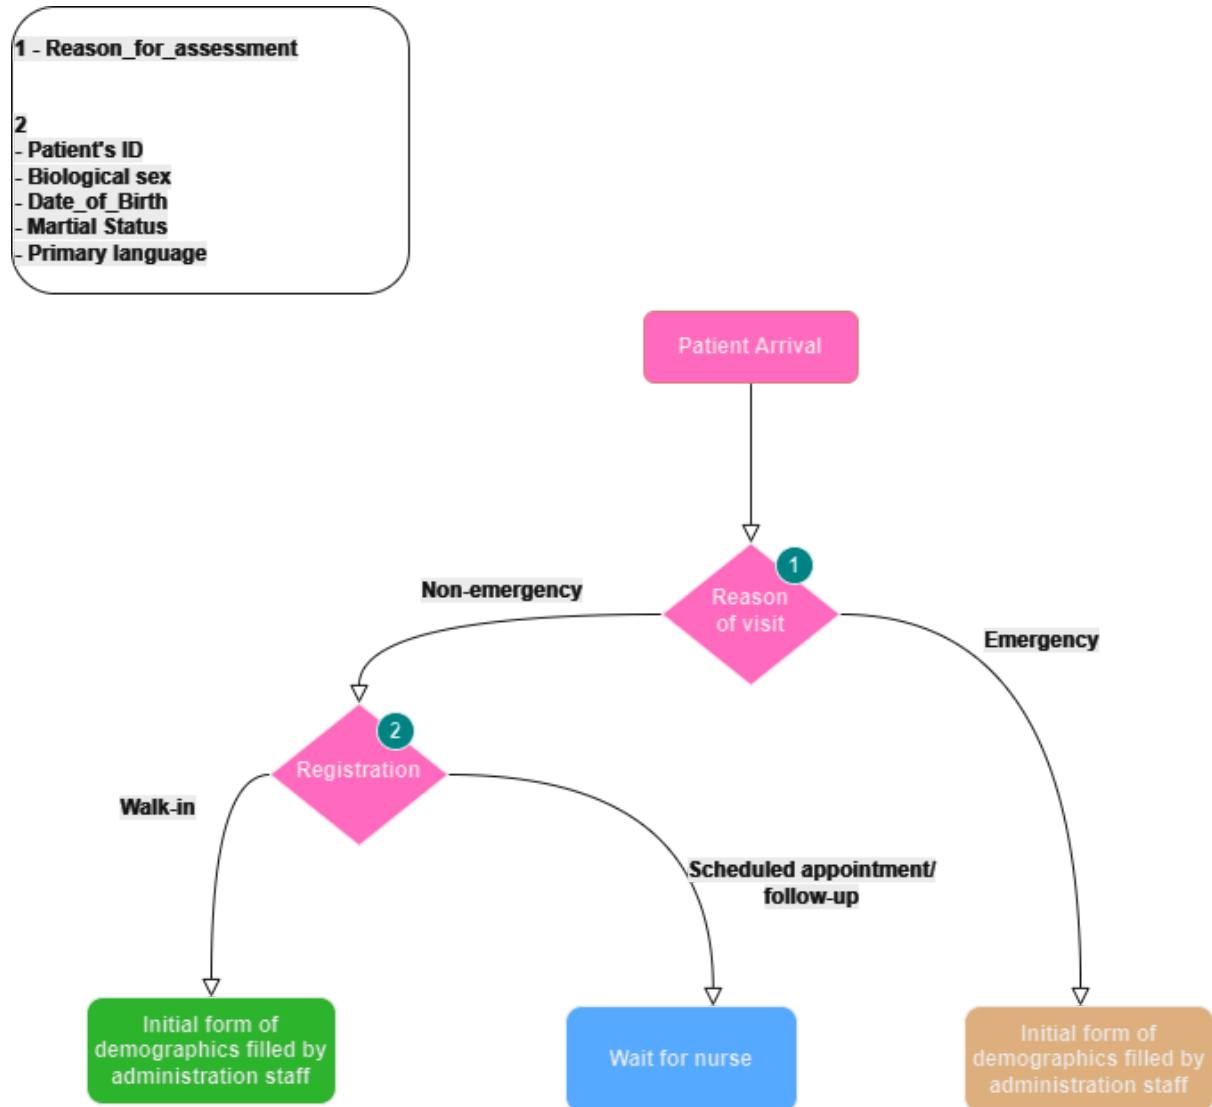 1 - Reason_for_assessment
2
- Patient's ID
- Biological sex
- Date_of_Birth
- Martial Status
- Primary language
Patient Arrival
1
Reason
of visit
Non-emergency
Emergency
2
Registration
Walk-in
Scheduled appointment/
follow-up
Initial form of
demographics filled by
administration staff
Wait for nurse
Initial form of
demographics filled by
administration staff